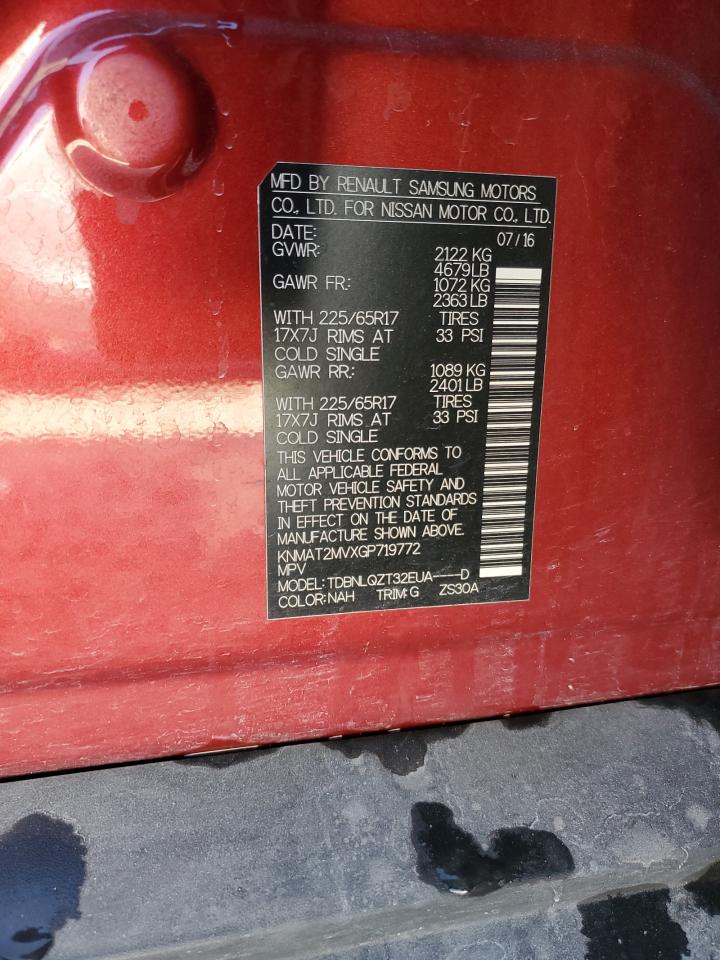 MFD BY RENAULT SAMSUNG MOTORS
CO., LTD. FOR NISSAN MOTOR CO., LTD.
DATE: 07/16
GVWR: 2122 KG
4679 LB
GAWR FR: 1072 KG
2363 LB
WITH 225/65R17 TIRES
17X7J RIMS AT 33 PSI
COLD SINGLE
GAWR RR: 1089 KG
2401 LB
WITH 225/65R17 TIRES
17X7J RIMS AT 33 PSI
COLD SINGLE
THIS VEHICLE CONFORMS TO
ALL APPLICABLE FEDERAL
MOTOR VEHICLE SAFETY AND
THEFT PREVENTION STANDARDS
IN EFFECT ON THE DATE OF
MANUFACTURE SHOWN ABOVE.
KNMAT2MVXGP719772
MPV
MODEL: TDBNLQZT32EUA----D
COLOR: NAH TRIM: G ZS30A